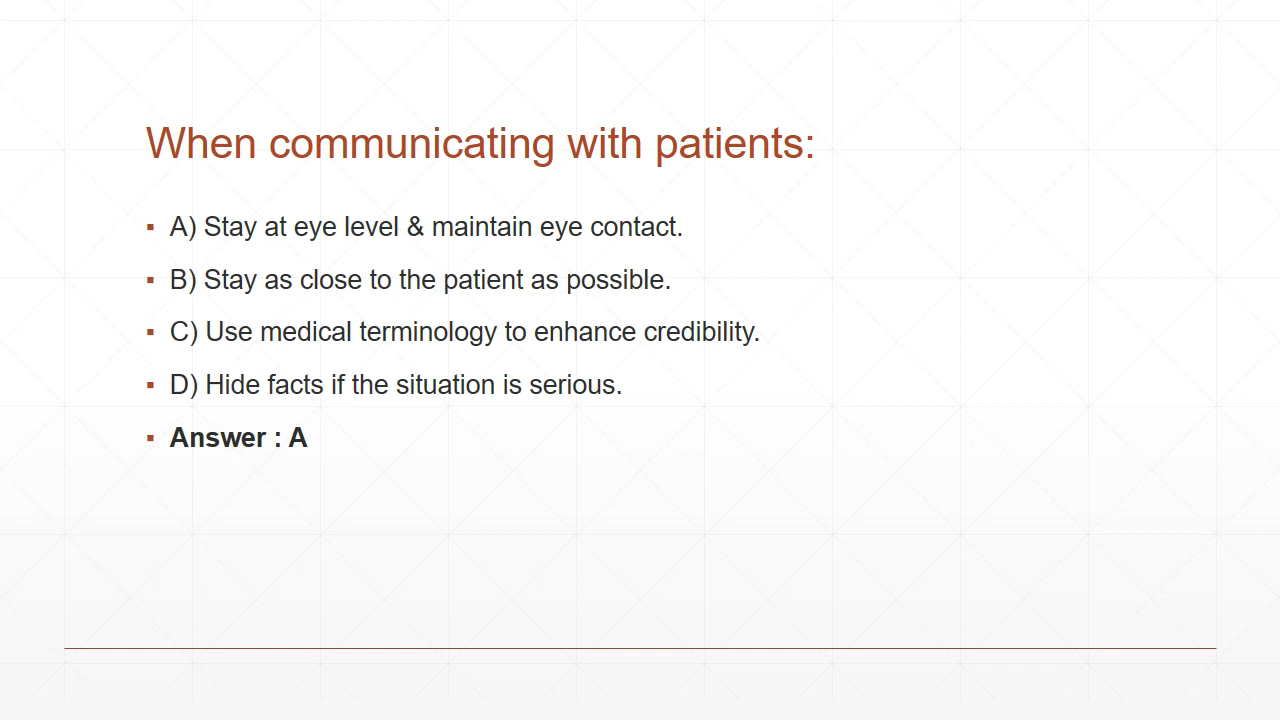 When communicating with patients:
▪ A) Stay at eye level & maintain eye contact.
▪ B) Stay as close to the patient as possible.
▪ C) Use medical terminology to enhance credibility.
▪ D) Hide facts if the situation is serious.
▪ Answer : A